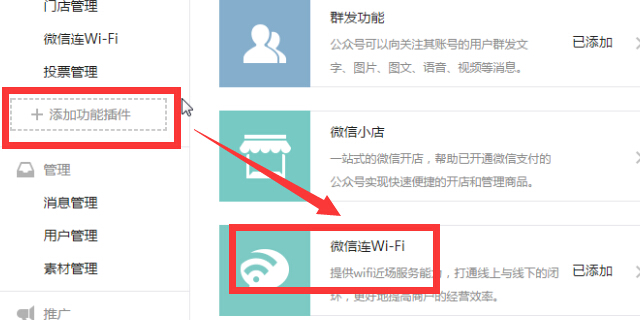 门店管理
微信连Wi-Fi
投票管理
添加功能插件
管理
消息管理
用户管理
素材管理
推广
群发功能
公众号可以向关注其账号的用户群发文
字、图片、图文、语音、视频等消息。
已添加
微信小店
一站式的微信开店，帮助已开通微信支付的
公众号实现快速便捷的开店和管理商品。
微信连Wi-Fi
提供wifi近场服务能力，打通线上与线下的闭
环，更好地提高商户的经营效率。
已添加